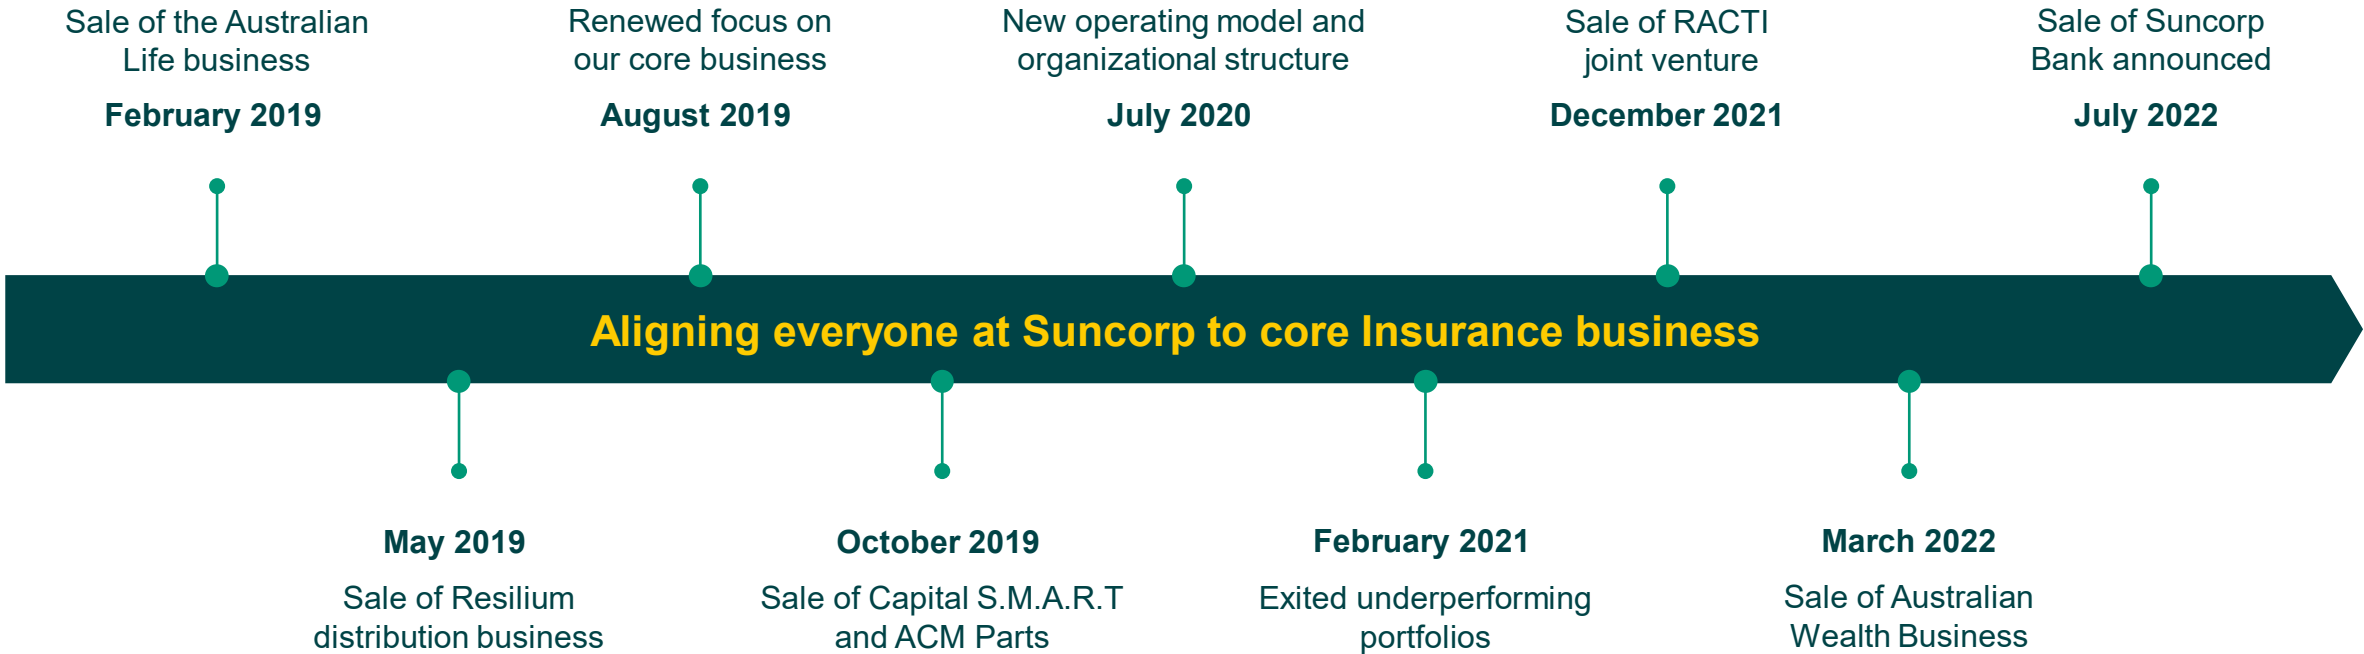 Sale of the Australian
Life business
February 2019
Renewed focus on
our core business
August 2019
New operating model and
organizational structure
July 2020
Sale of RACTI
joint venture
December 2021
Sale of Suncorp
Bank announced
July 2022
Aligning everyone at Suncorp to core Insurance business
May 2019
Sale of Resilium
distribution business
October 2019
Sale of Capital S.M.A.R.T
and ACM Parts
February 2021
Exited underperforming
portfolios
March 2022
Sale of Australian
Wealth Business